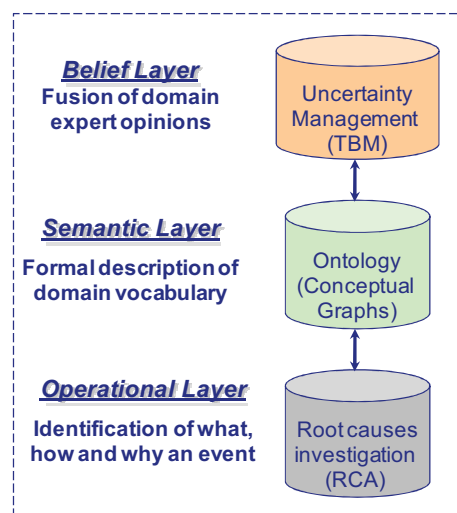 Belief Layer
Fusion of domain
expert opinions
Uncertainty
Management
(TBM)
Semantic Layer
Formal description of
domain vocabulary
Ontology
(Conceptual
Graphs)
Operational Layer
Identification of what,
how and why an event
Root causes
investigation
(RCA)